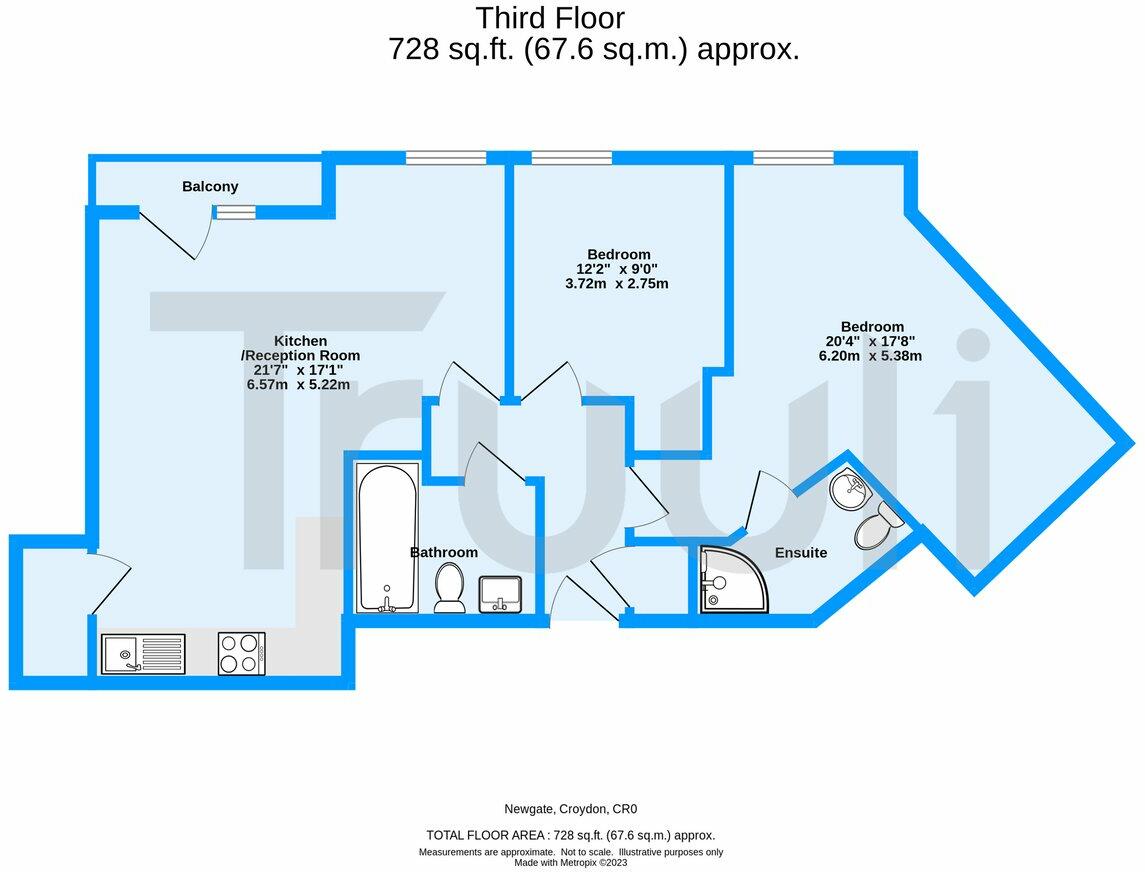 Third Floor
728 sq.ft. (67.6 sq.m.) approx.
Balcony
Bedroom
12'2" x 9'0"
3.72m x 2.75m
Bedroom
20'4" x 17'8"
6.20m x 5.38m
Kitchen
/Reception Room
21'7" x 17'1"
6.57m x 5.22m
Truuli
Bathroom
Ensuite
Newgate, Croydon, CR0
TOTAL FLOOR AREA : 728 sq.ft. (67.6 sq.m.) approx.
Measurements are approximate. Not to scale. Illustrative purposes only
Made with Metropix ©2023